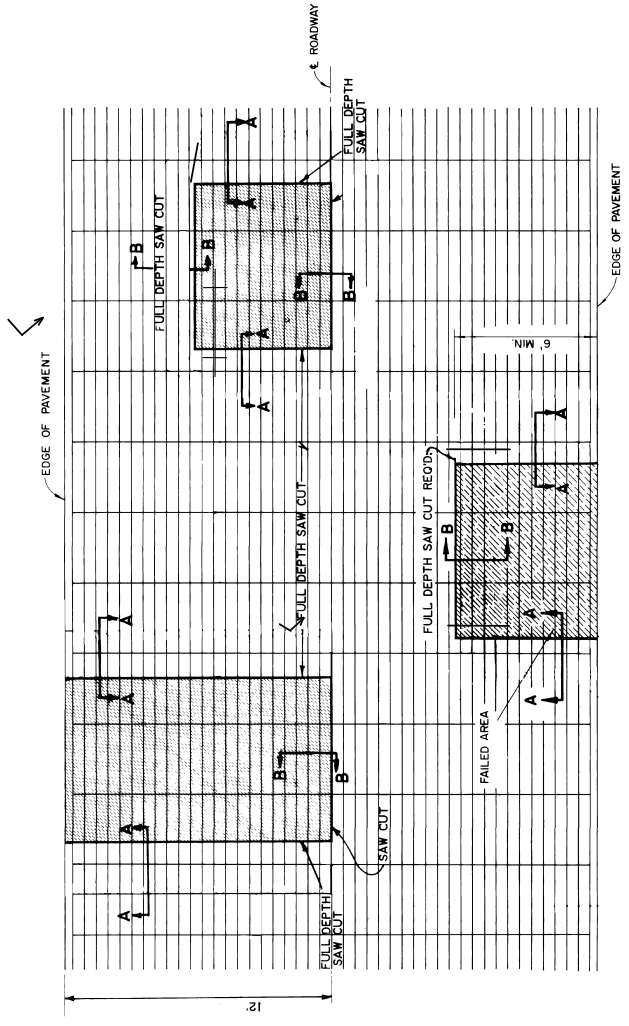 ℄ ROADWAY
EDGE OF PAVEMENT
FULL DEPTH
SAW CUT
FULL DEPTH SAW CUT
B
B
A
A
A
A
B
B
EDGE OF PAVEMENT
6' MIN.
FULL DEPTH SAW CUT
FULL DEPTH SAW CUT REQ'D.
B
B
A
A
A
A
FAILED AREA
A
A
A
A
B
B
SAW CUT
FULL DEPTH
SAW CUT
12'